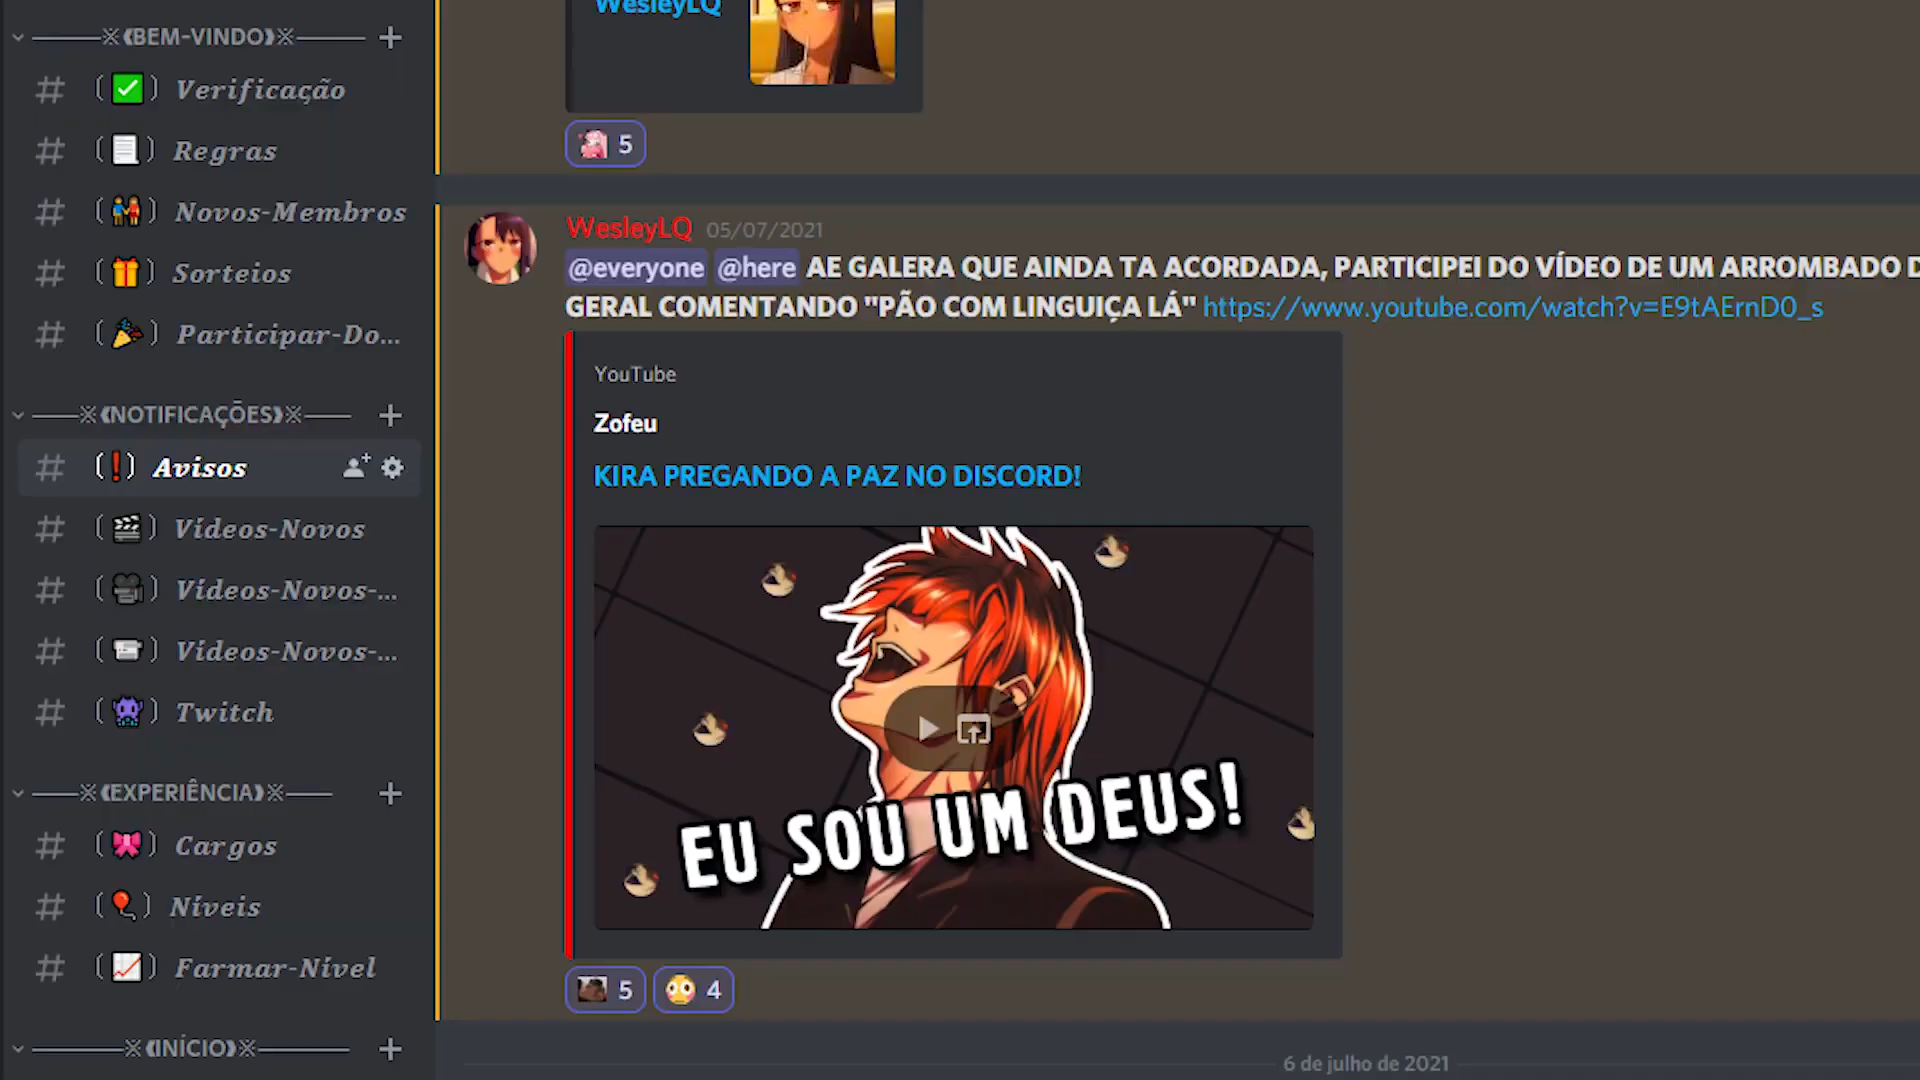 ※⟪BEM-VINDO⟫※
Verificação
Regras
Novos-Membros
Sorteios
Participar-Do...
※⟪NOTIFICAÇÕES⟫※
Avisos
Vídeos-Novos
Vídeos-Novos-...
Vídeos-Novos-...
Twitch
※⟪EXPERIÊNCIA⟫※
Cargos
Níveis
Farmar-Nível
※⟪INÍCIO⟫※
WesleyLQ
5
WesleyLQ 05/07/2021
@everyone @here AE GALERA QUE AINDA TA ACORDADA, PARTICIPEI DO VÍDEO DE UM ARROMBADO D
GERAL COMENTANDO "PÃO COM LINGUIÇA LÁ" https://www.youtube.com/watch?v=E9tAErnD0_s
YouTube
Zofeu
KIRA PREGANDO A PAZ NO DISCORD!
EU SOU UM DEUS!
5 4
6 de julho de 2021